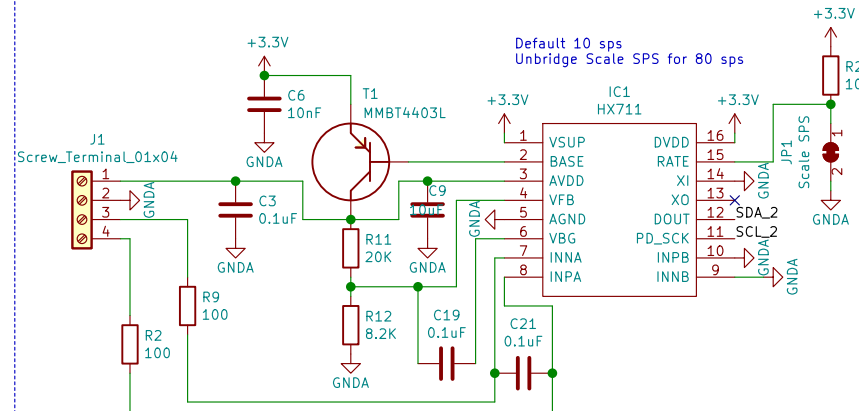 +3.3V
Default 10 sps
Unbridge Scale SPS for 80 sps
+3.3V
C6
10nF
T1
MMBT4403L
IC1
HX711
+3.3V
+3.3V
GNDA
J1
Screw_Terminal_01x04
1
2
3
4
GNDA
C3
0.1uF
GNDA
C9
10uF
GNDA
GNDA
1 VSUP DVDD 16
2 BASE RATE 15
3 AVDD XI 14
4 VFB XO 13
5 AGND DOUT 12 SDA_2
6 VBG PD_SCK 11 SCL_2
7 INNA INPB 10
8 INPA INNB 9
GNDA
GNDA
GNDA
JP1
Scale SPS
1
2
GNDA
R11
20K
R12
8.2K
GNDA
C19
0.1uF
C21
0.1uF
R9
100
R2
100